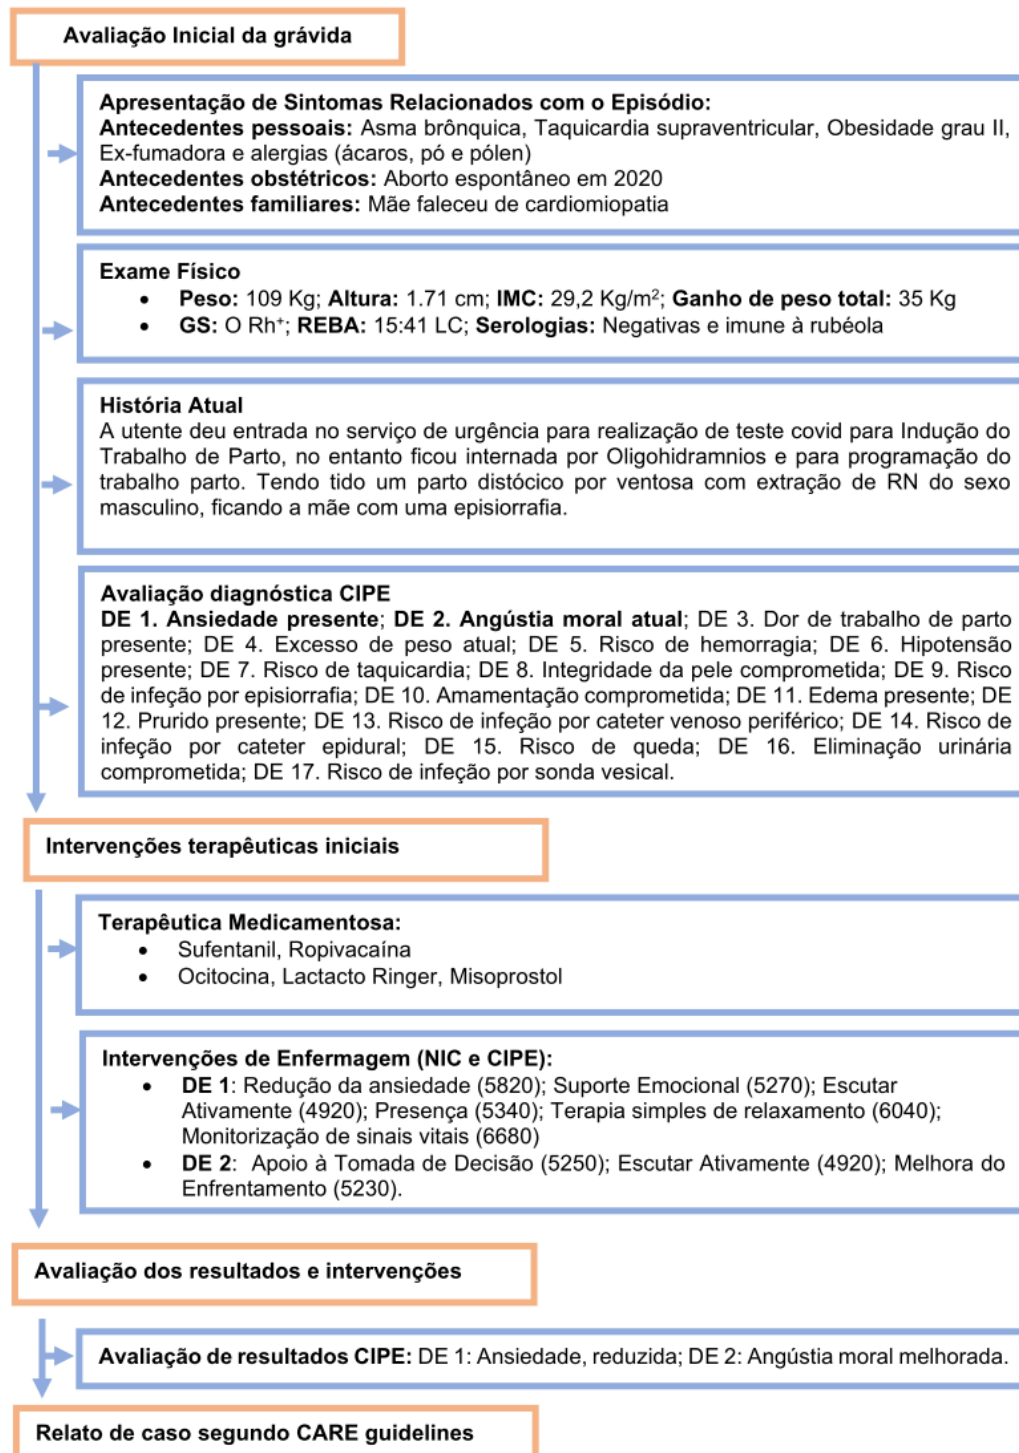 Avaliação Inicial da grávida
Apresentação de Sintomas Relacionados com o Episódio:
Antecedentes pessoais: Asma brônquica, Taquicardia supraventricular, Obesidade grau II,
Ex-fumadora e alergias (ácaros, pó e pólen)
Antecedentes obstétricos: Aborto espontâneo em 2020
Antecedentes familiares: Mãe faleceu de cardiomiopatia
Exame Físico
• Peso: 109 Kg; Altura: 1.71 cm; IMC: 29,2 Kg/m²; Ganho de peso total: 35 Kg
• GS: O Rh⁺; REBA: 15:41 LC; Serologias: Negativas e imune à rubéola
História Atual
A utente deu entrada no serviço de urgência para realização de teste covid para Indução do
Trabalho de Parto, no entanto ficou internada por Oligohidramnios e para programação do
trabalho parto. Tendo tido um parto distócico por ventosa com extração de RN do sexo
masculino, ficando a mãe com uma episiorrafia.
Avaliação diagnóstica CIPE
DE 1. Ansiedade presente; DE 2. Angústia moral atual; DE 3. Dor de trabalho de parto
presente; DE 4. Excesso de peso atual; DE 5. Risco de hemorragia; DE 6. Hipotensão
presente; DE 7. Risco de taquicardia; DE 8. Integridade da pele comprometida; DE 9. Risco
de infeção por episiorrafia; DE 10. Amamentação comprometida; DE 11. Edema presente; DE
12. Prurido presente; DE 13. Risco de infeção por cateter venoso periférico; DE 14. Risco de
infeção por cateter epidural; DE 15. Risco de queda; DE 16. Eliminação urinária
comprometida; DE 17. Risco de infeção por sonda vesical.
Intervenções terapêuticas iniciais
Terapêutica Medicamentosa:
• Sufentanil, Ropivacaína
• Ocitocina, Lactacto Ringer, Misoprostol
Intervenções de Enfermagem (NIC e CIPE):
• DE 1: Redução da ansiedade (5820); Suporte Emocional (5270); Escutar
Ativamente (4920); Presença (5340); Terapia simples de relaxamento (6040);
Monitorização de sinais vitais (6680)
• DE 2: Apoio à Tomada de Decisão (5250); Escutar Ativamente (4920); Melhora do
Enfrentamento (5230).
Avaliação dos resultados e intervenções
Avaliação de resultados CIPE: DE 1: Ansiedade, reduzida; DE 2: Angústia moral melhorada.
Relato de caso segundo CARE guidelines